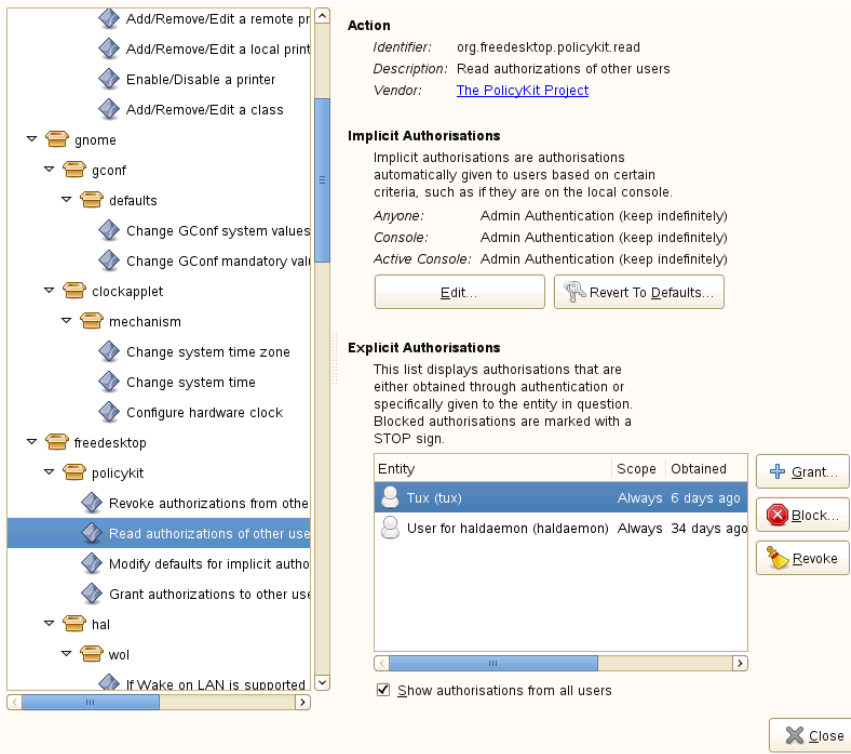 Add/Remove/Edit a remote pr
Add/Remove/Edit a local print
Enable/Disable a printer
Add/Remove/Edit a class
gnome
gconf
defaults
Change GConf system values
Change GConf mandatory valu
clockapplet
mechanism
Change system time zone
Change system time
Configure hardware clock
freedesktop
policykit
Revoke authorizations from othe
Read authorizations of other use
Modify defaults for implicit autho
Grant authorizations to other use
hal
wol
If Wake on LAN is supported
Action
Identifier: org.freedesktop.policykit.read
Description: Read authorizations of other users
Vendor: The PolicyKit Project
Implicit Authorisations
Implicit authorisations are authorisations
automatically given to users based on certain
criteria, such as if they are on the local console.
Anyone: Admin Authentication (keep indefinitely)
Console: Admin Authentication (keep indefinitely)
Active Console: Admin Authentication (keep indefinitely)
Edit... Revert To Defaults...
Explicit Authorisations
This list displays authorisations that are
either obtained through authentication or
specifically given to the entity in question.
Blocked authorisations are marked with a
STOP sign.
Entity Scope Obtained
Tux (tux) Always 6 days ago
User for haldaemon (haldaemon) Always 34 days ago
Grant...
Block...
Revoke
Show authorisations from all users
Close